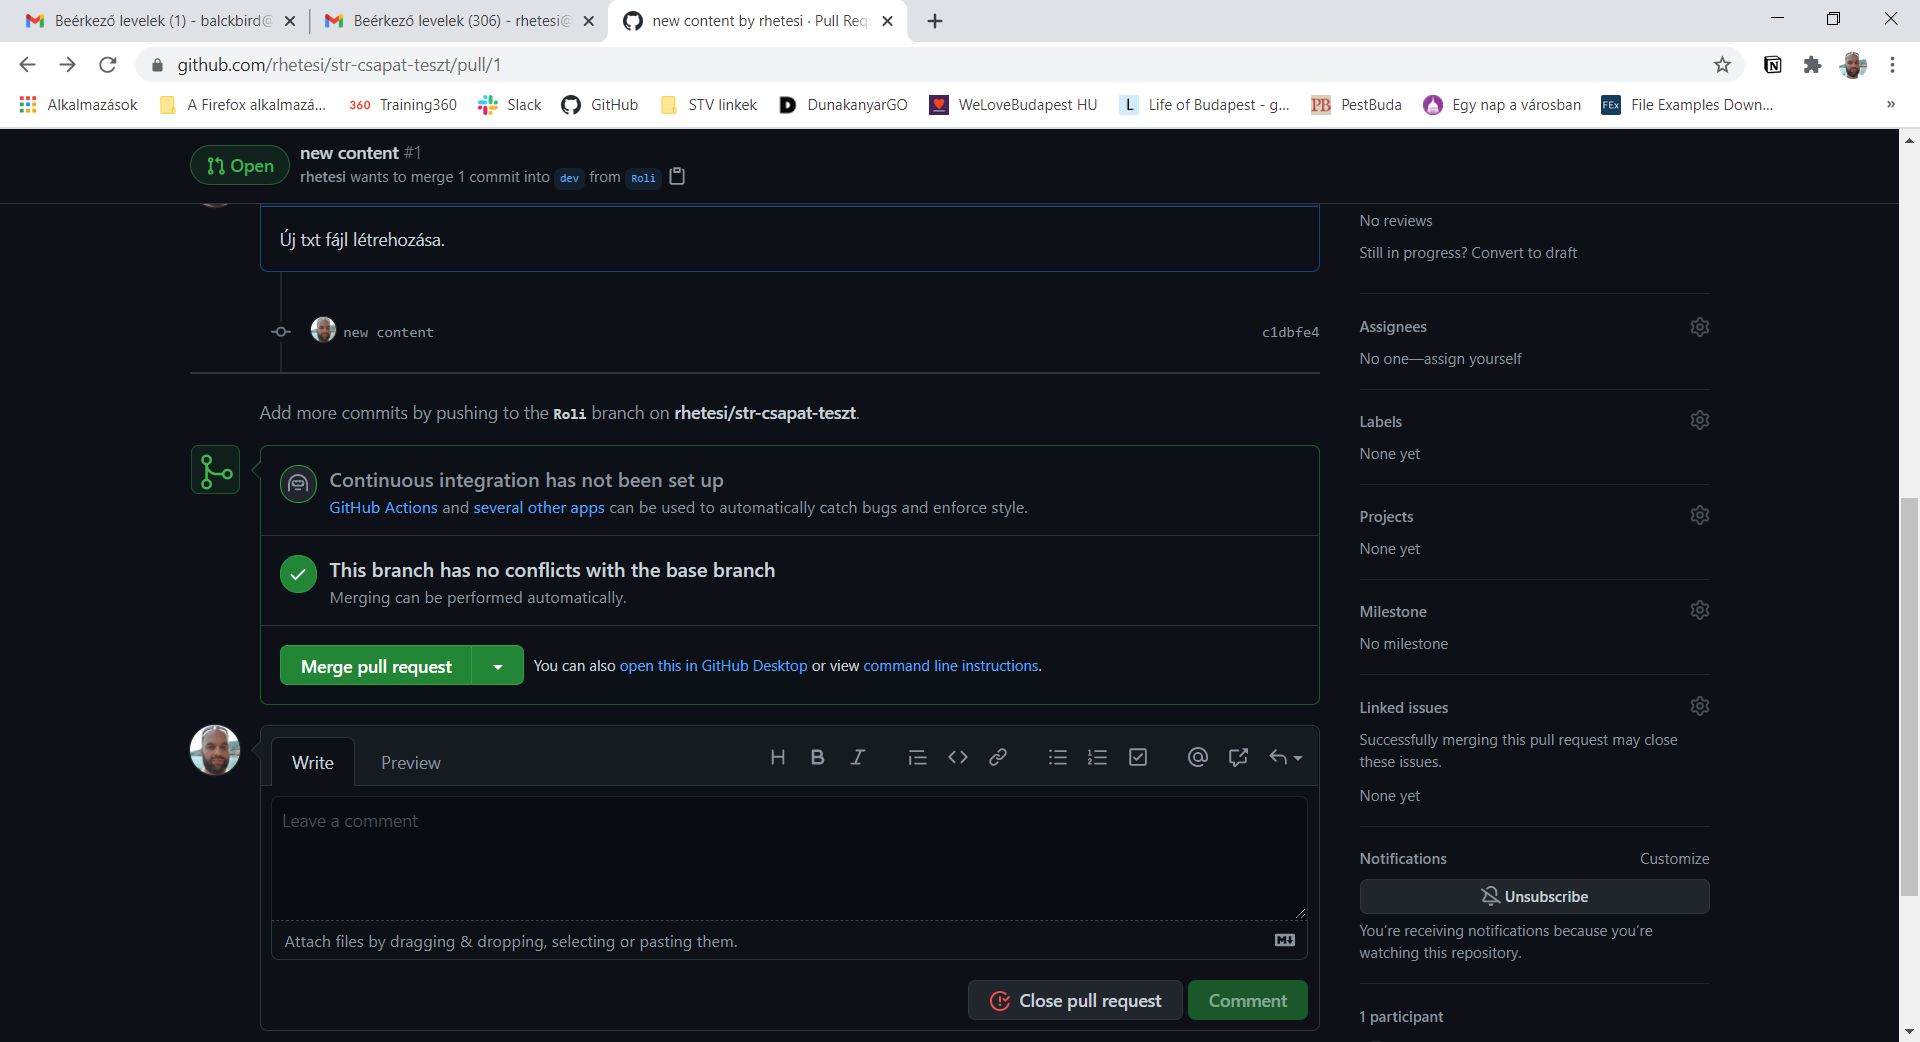 Beérkező levelek (1) - balckbird@
Beérkező levelek (306) - rhetesi@
new content by rhetesi · Pull Req
github.com/rhetesi/str-csapat-teszt/pull/1
Alkalmazások
A Firefox alkalmazá...
360 Training360
Slack
GitHub
STV linkek
D DunakanyarGO
WeLoveBudapest HU
L Life of Budapest - g...
PB PestBuda
Egy nap a városban
FEx File Examples Down...
»
Open
new content #1
rhetesi wants to merge 1 commit into dev from Roli
Új txt fájl létrehozása.
new content
c1dbfe4
Add more commits by pushing to the Roli branch on rhetesi/str-csapat-teszt.
Continuous integration has not been set up
GitHub Actions and several other apps can be used to automatically catch bugs and enforce style.
This branch has no conflicts with the base branch
Merging can be performed automatically.
Merge pull request
You can also open this in GitHub Desktop or view command line instructions.
Write
Preview
Leave a comment
Attach files by dragging & dropping, selecting or pasting them.
Close pull request
Comment
No reviews
Still in progress? Convert to draft
Assignees
No one—assign yourself
Labels
None yet
Projects
None yet
Milestone
No milestone
Linked issues
Successfully merging this pull request may close
these issues.
None yet
Notifications
Customize
Unsubscribe
You're receiving notifications because you're
watching this repository.
1 participant